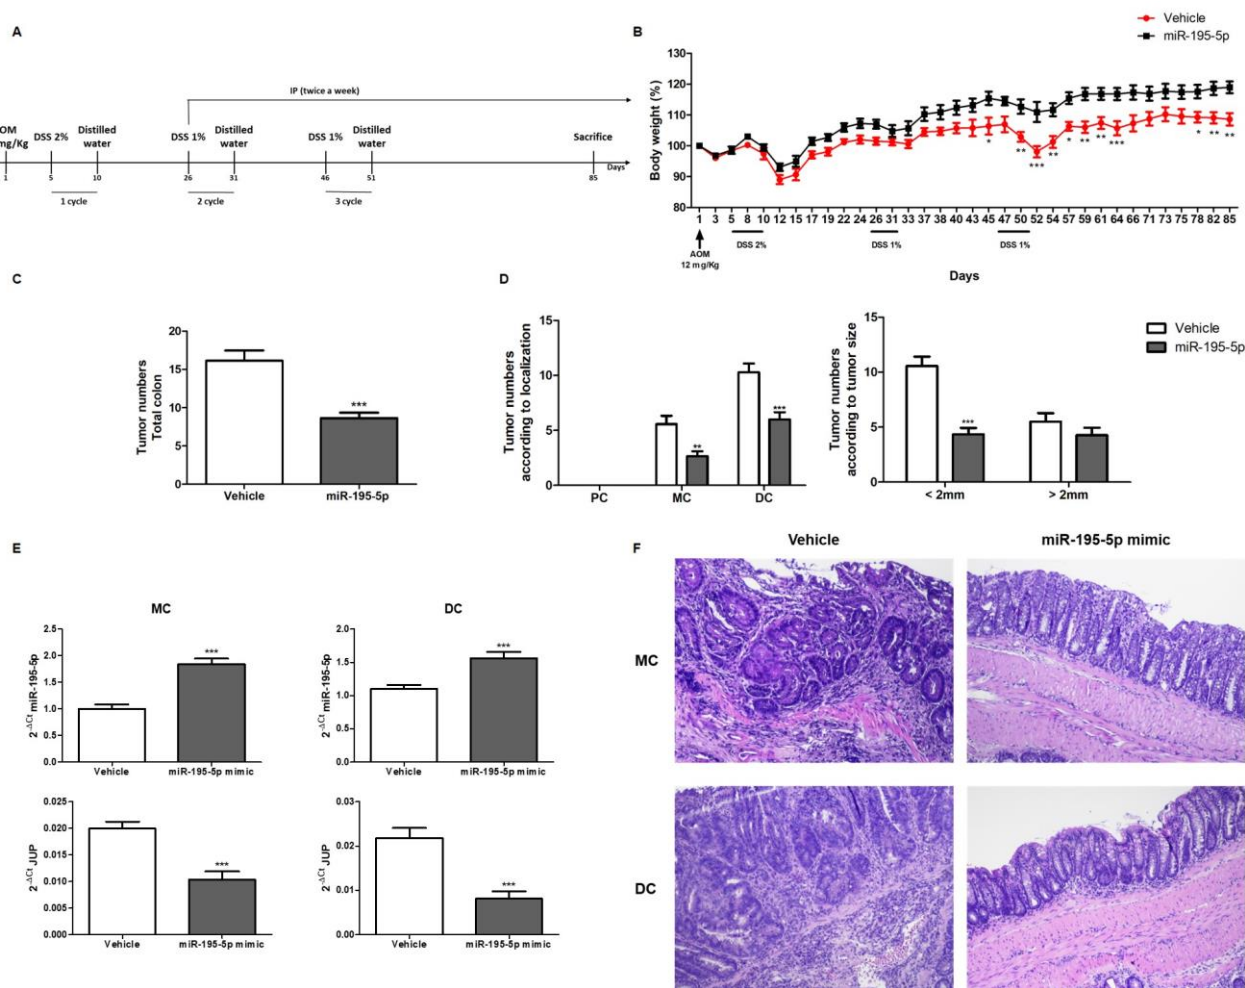 A
IP (twice a week)
OM
mg/Kg
DSS 2%
Distilled
water
DSS 1%
Distilled
water
DSS 1%
Distilled
water
Sacrifice
1
5
10
26
31
46
51
85
Days
1 cycle
2 cycle
3 cycle
B
Vehicle
miR-195-5p
Body weight (%)
130
120
110
100
90
80
* ** *** ** * ** ** *** * ** **
1 3 5 8 10 12 15 17 19 22 24 26 31 33 37 38 40 43 45 47 50 52 54 57 59 61 64 66 71 73 75 78 82 85
AOM
12 mg/Kg
DSS 2%
DSS 1%
DSS 1%
Days
C
Tumor numbers
Total colon
20
15
10
5
0
***
Vehicle
miR-195-5p
D
Tumor numbers
according to localization
15
10
5
0
**
***
PC
MC
DC
Tumor numbers
according to tumor size
15
10
5
0
***
< 2mm
> 2mm
Vehicle
miR-195-5p
E
MC
2-ΔCt miR-195-5p
2.5
2.0
1.5
1.0
0.5
0.0
***
Vehicle
miR-195-5p mimic
DC
2-ΔCt miR-195-5p
2.0
1.5
1.0
0.5
0.0
***
Vehicle
miR-195-5p mimic
2-ΔCt JUP
0.025
0.020
0.015
0.010
0.005
0.000
***
Vehicle
miR-195-5p mimic
2-ΔCt JUP
0.03
0.02
0.01
0.00
***
Vehicle
miR-195-5p mimic
F
Vehicle
miR-195-5p mimic
MC
DC